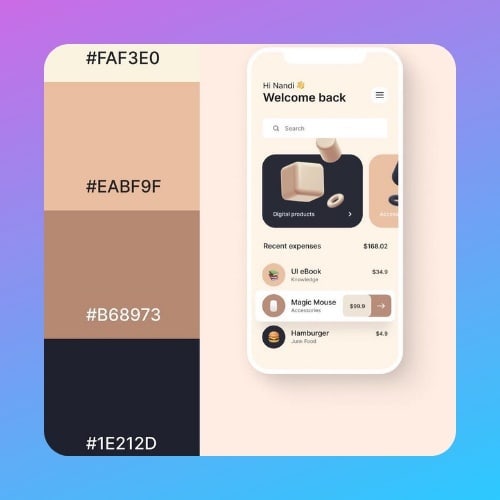 #FAF3E0
#EABF9F
#B68973
#1E212D
Hi Nandi 👋
Welcome back
Search
Digital products
Recent expenses $168.02
UI eBook $34.9
Knowledge
Magic Mouse $99.9
Accessories
Hamburger $4.9
Junk Food